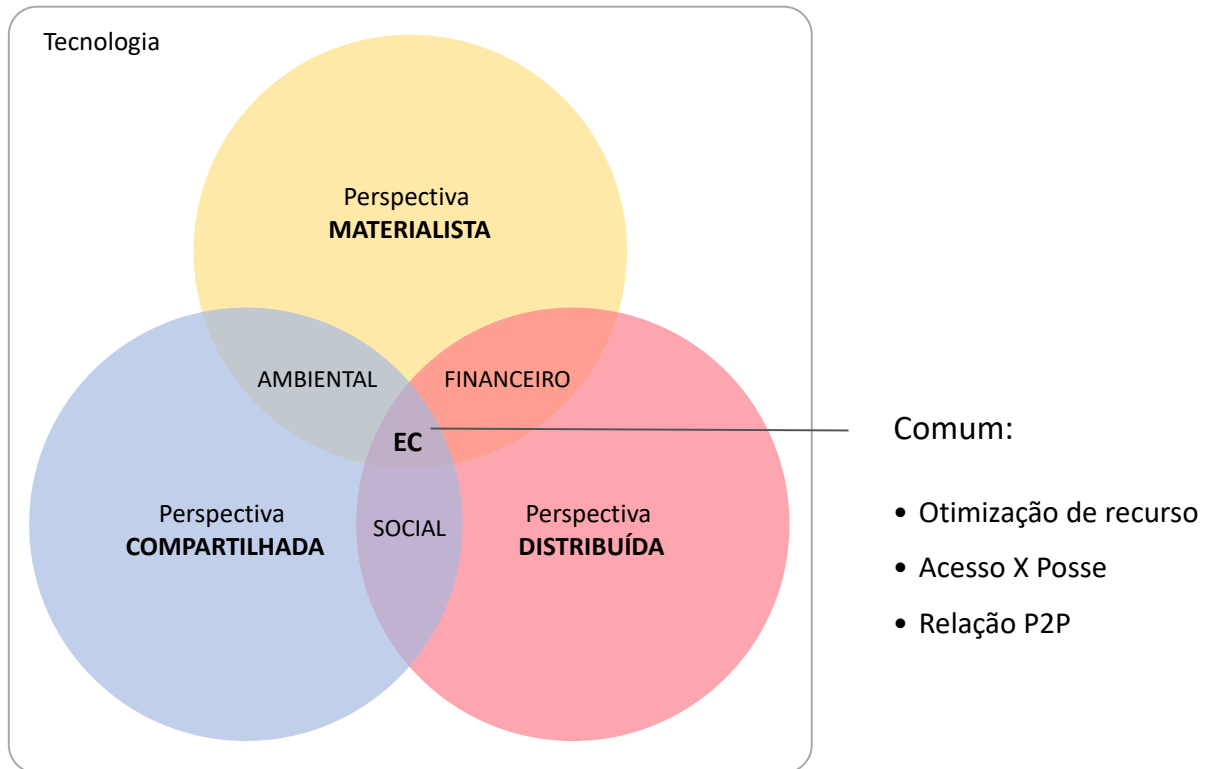 Tecnologia
Perspectiva
MATERIALISTA
AMBIENTAL
FINANCEIRO
EC
Perspectiva
COMPARTILHADA
SOCIAL
Perspectiva
DISTRIBUÍDA
Comum:
• Otimização de recurso
• Acesso X Posse
• Relação P2P